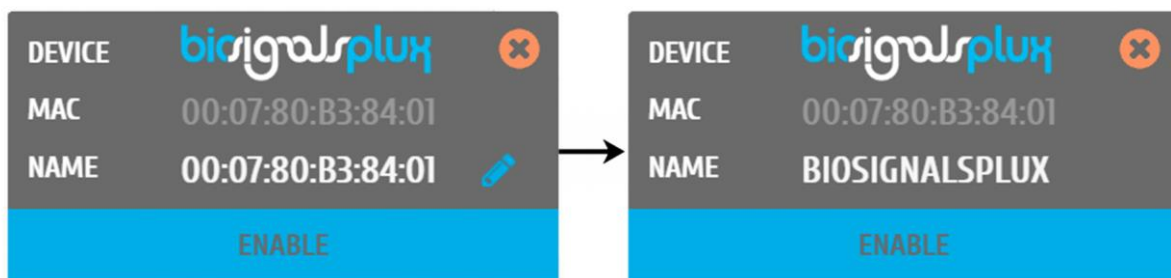 DEVICE biosignalsplux
MAC 00:07:80:B3:84:01
NAME 00:07:80:B3:84:01
ENABLE
DEVICE biosignalsplux
MAC 00:07:80:B3:84:01
NAME BIOSIGNALSPLUX
ENABLE